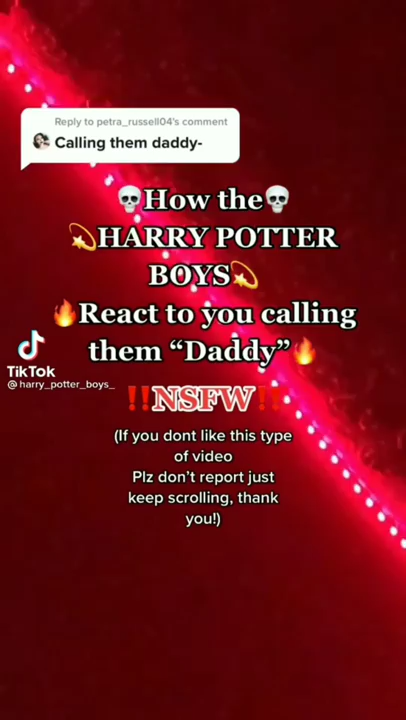 Reply to petra_russell04's comment
Calling them daddy-
💀How the💀
💫HARRY POTTER
BOYS💫
🔥React to you calling
them “Daddy”🔥
‼️NSFW‼️
(If you dont like this type
of video
Plz don't report just
keep scrolling, thank
you!)
TikTok
@harry_potter_boys_